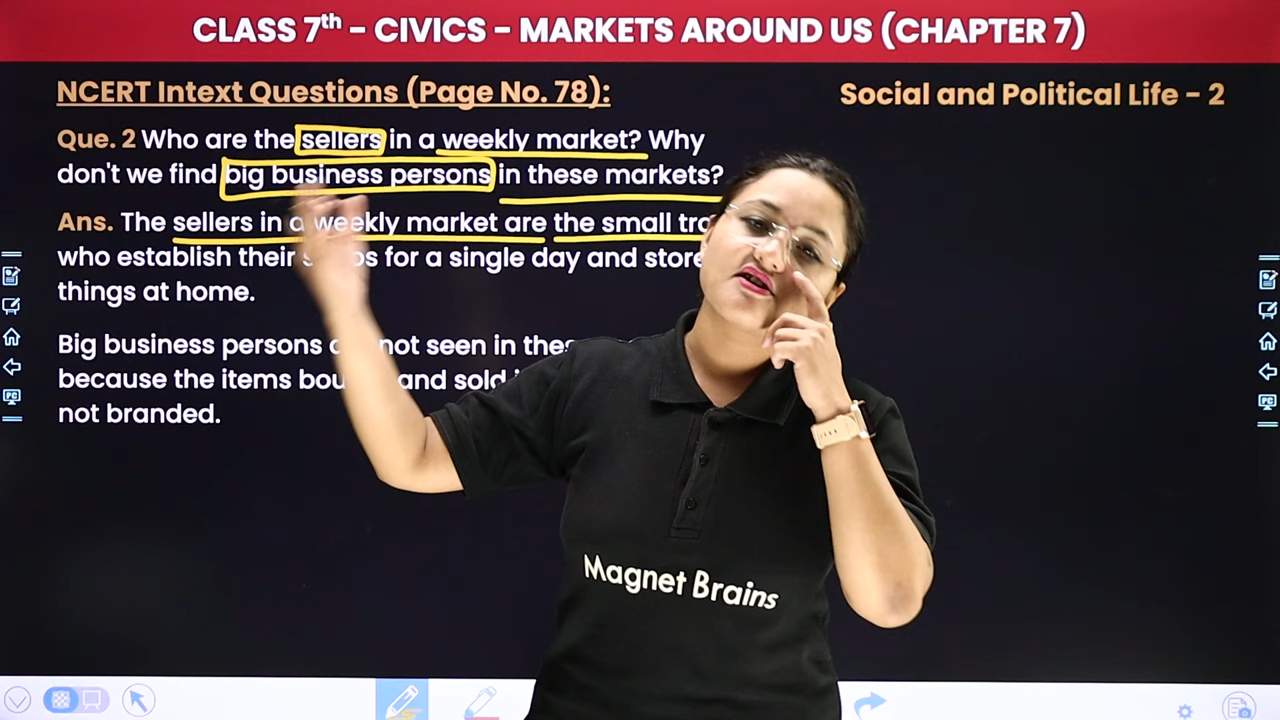 CLASS 7th – CIVICS – MARKETS AROUND US (CHAPTER 7)
NCERT Intext Questions (Page No. 78):
Social and Political Life – 2
Que. 2 Who are the sellers in a weekly market? Why
don't we find big business persons in these markets?
Ans. The sellers in a weekly market are the small
who establish their for a single day and store
things at home.
Big business persons not seen in
because the items and sold
not branded.
Magnet Brains